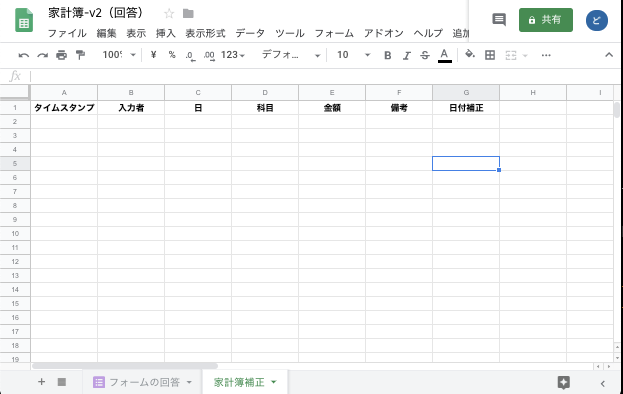 家計簿-v2（回答）
共有
ど
ファイル 編集 表示 挿入 表示形式 データ ツール フォーム アドオン ヘルプ 追加
100% ¥ % .0 .00 123 デフォ... 10 B I S A ...
fx
A B C D E F G H I
1 タイムスタンプ 入力者 日 科目 金額 備考 日付補正
2
3
4
5
6
7
8
9
10
11
12
13
14
15
16
17
18
19
+ フォームの回答 家計簿補正